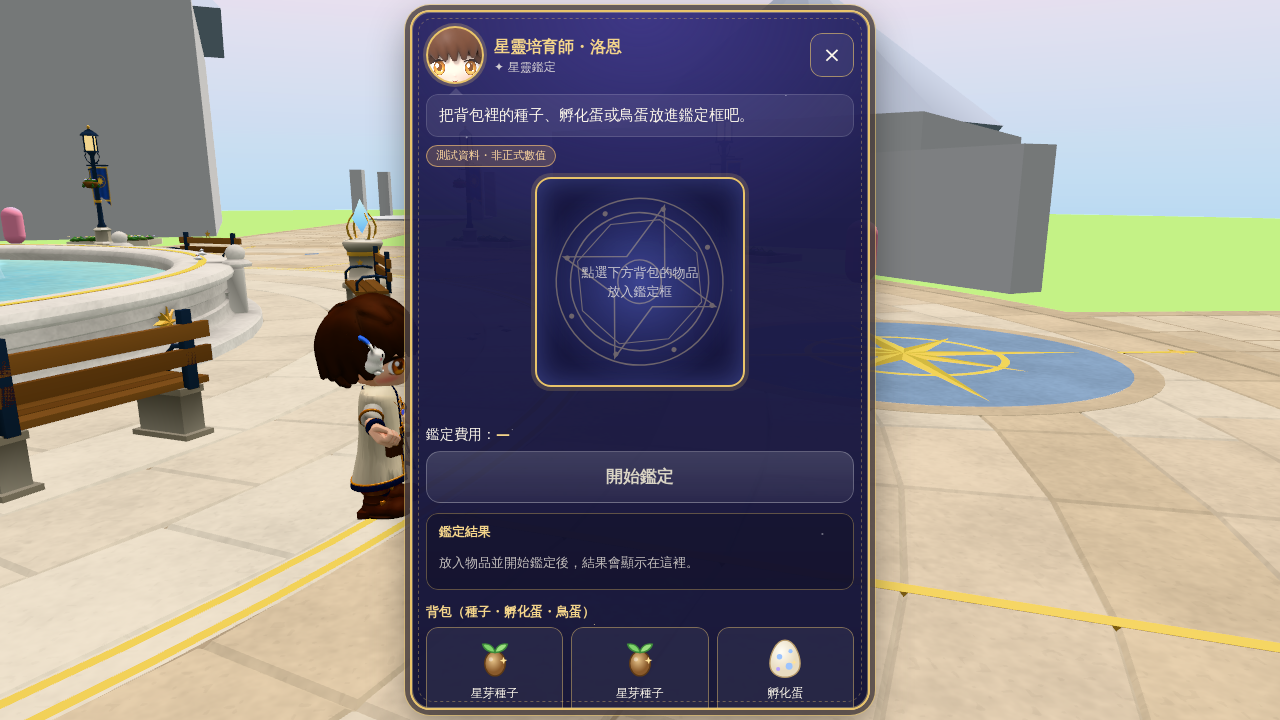 星靈培育師・洛恩
✦ 星靈鑑定
把背包裡的種子、孵化蛋或鳥蛋放進鑑定框吧。
測試資料・非正式數值
點選下方背包的物品
放入鑑定框
鑑定費用：—
開始鑑定
鑑定結果
放入物品並開始鑑定後，結果會顯示在這裡。
背包（種子・孵化蛋・鳥蛋）
星芽種子
星芽種子
孵化蛋